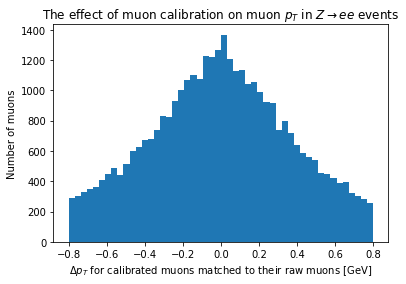 The effect of muon calibration on muon $p_T$ in $Z \rightarrow ee$ events
1400
1200
1000
800
600
400
200
0
Number of muons
−0.8 −0.6 −0.4 −0.2 0.0 0.2 0.4 0.6 0.8
$\Delta p_T$ for calibrated muons matched to their raw muons [GeV]